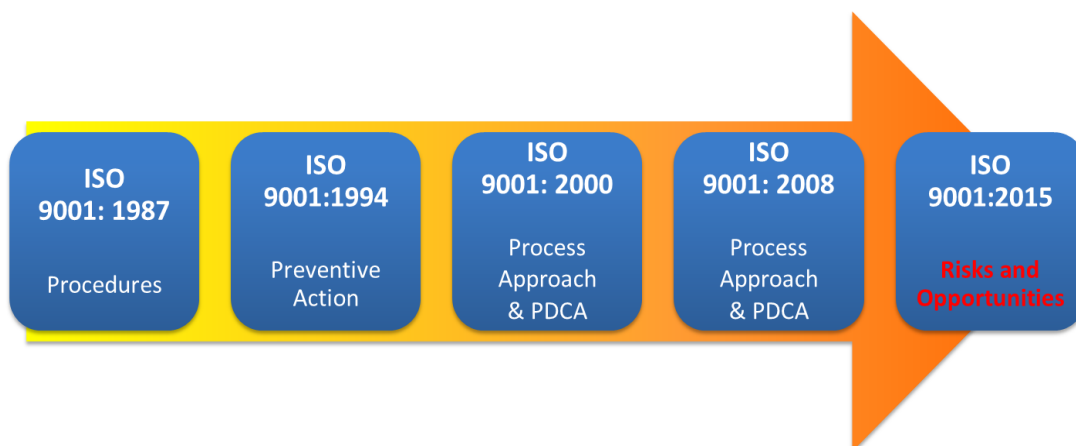 ISO
9001: 1987
Procedures
ISO
9001:1994
Preventive
Action
ISO
9001: 2000
Process
Approach
& PDCA
ISO
9001: 2008
Process
Approach
& PDCA
ISO
9001:2015
Risks and
Opportunities